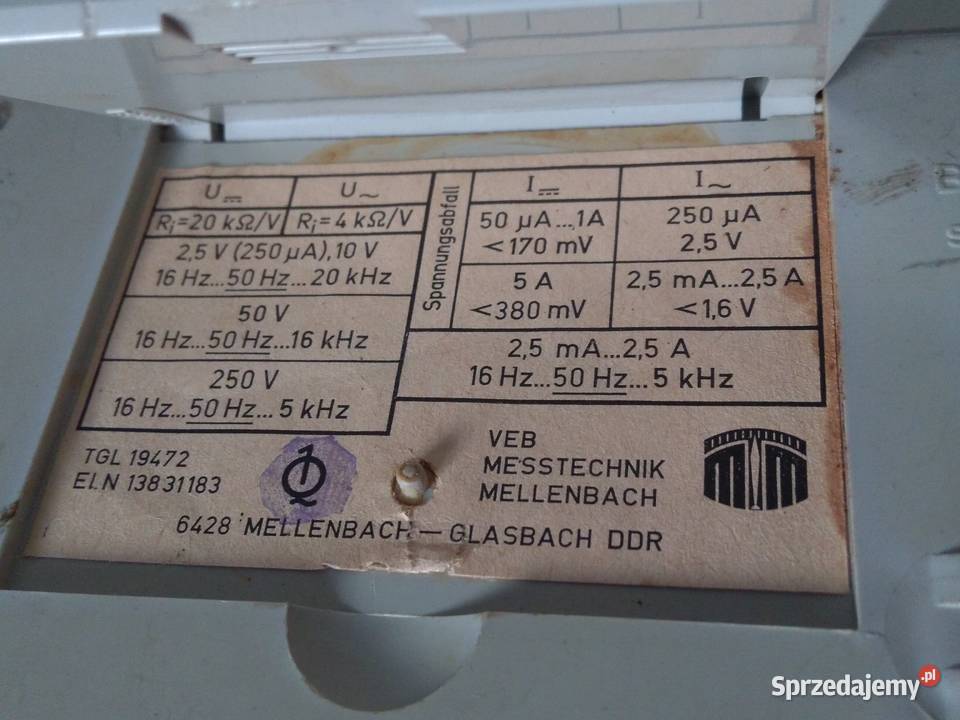 U⎓ U~
Rᵢ=20 kΩ/V Rᵢ=4 kΩ/V
2,5 V (250 µA), 10 V
16 Hz...50 Hz...20 kHz
50 V
16 Hz...50 Hz...16 kHz
250 V
16 Hz...50 Hz...5 kHz
Spannungsabfall
I⎓ I~
50 µA...1A
<170 mV
250 µA
2,5 V
5 A
<380 mV
2,5 mA...2,5 A
<1,6 V
2,5 mA...2,5 A
16 Hz...50 Hz...5 kHz
TGL 19472
ELN 13831183
1Q
VEB
MESSTECHNIK
MELLENBACH
MM
6428 MELLENBACH—GLASBACH DDR
Sprzedajemy.pl